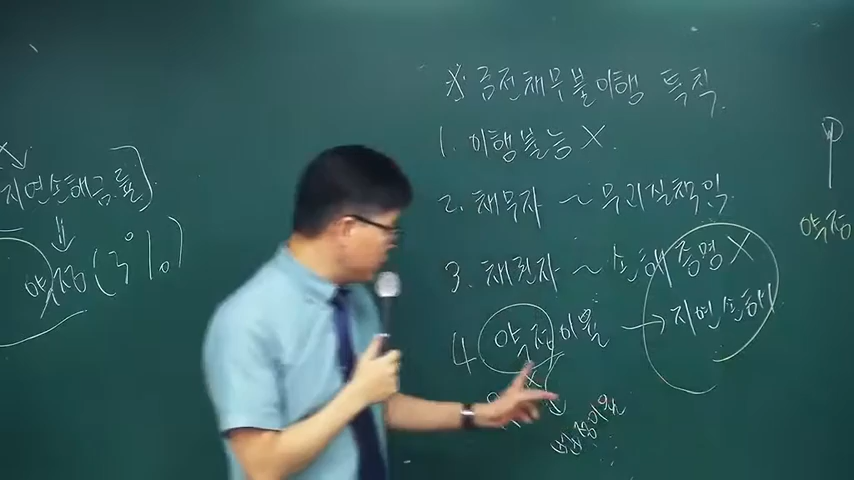 지연손해금률)
⇓
약정(3%)
※ 금전채무불이행 특칙
1. 이행불능 X
2. 채무자 ~ 무과실책임
3. 채권자 ~ 손해증명 X
4 약정이율 → 지연손해
X
법정이율
약정